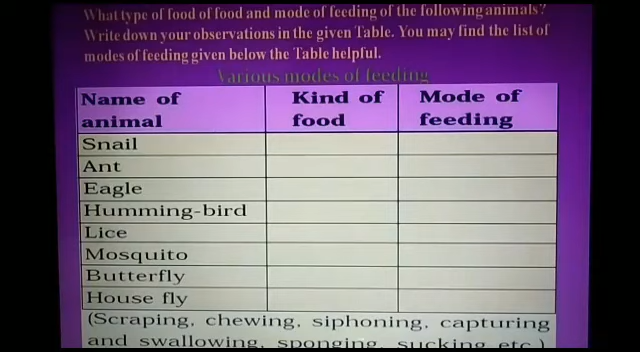 What type of food of food and mode of feeding of the following animals?
Write down your observations in the given Table. You may find the list of
modes of feeding given below the Table helpful.
Various modes of feeding
Name of animal Kind of food Mode of feeding
Snail
Ant
Eagle
Humming-bird
Lice
Mosquito
Butterfly
House fly
(Scraping, chewing, siphoning, capturing
and swallowing, sponging, sucking etc.)